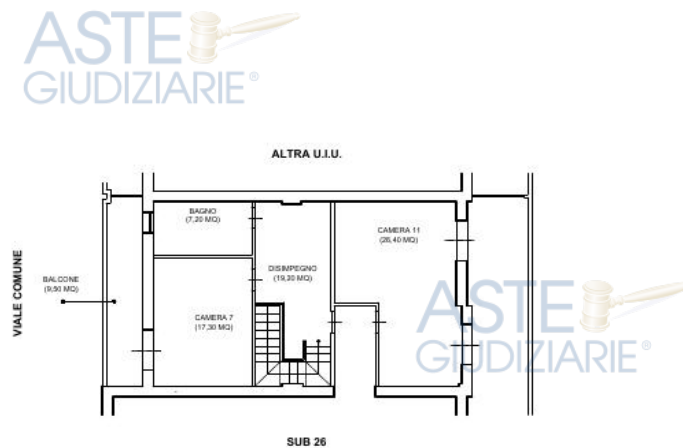 ASTE
GIUDIZIARIE®
ALTRA U.I.U.
BAGNO
(7,20 MQ)
CAMERA 11
(26,40 MQ)
DISIMPEGNO
(19,20 MQ)
VIALE COMUNE
BALCONE
(9,50 MQ)
CAMERA 7
(17,30 MQ)
ASTE
GIUDIZIARIE®
SUB 26